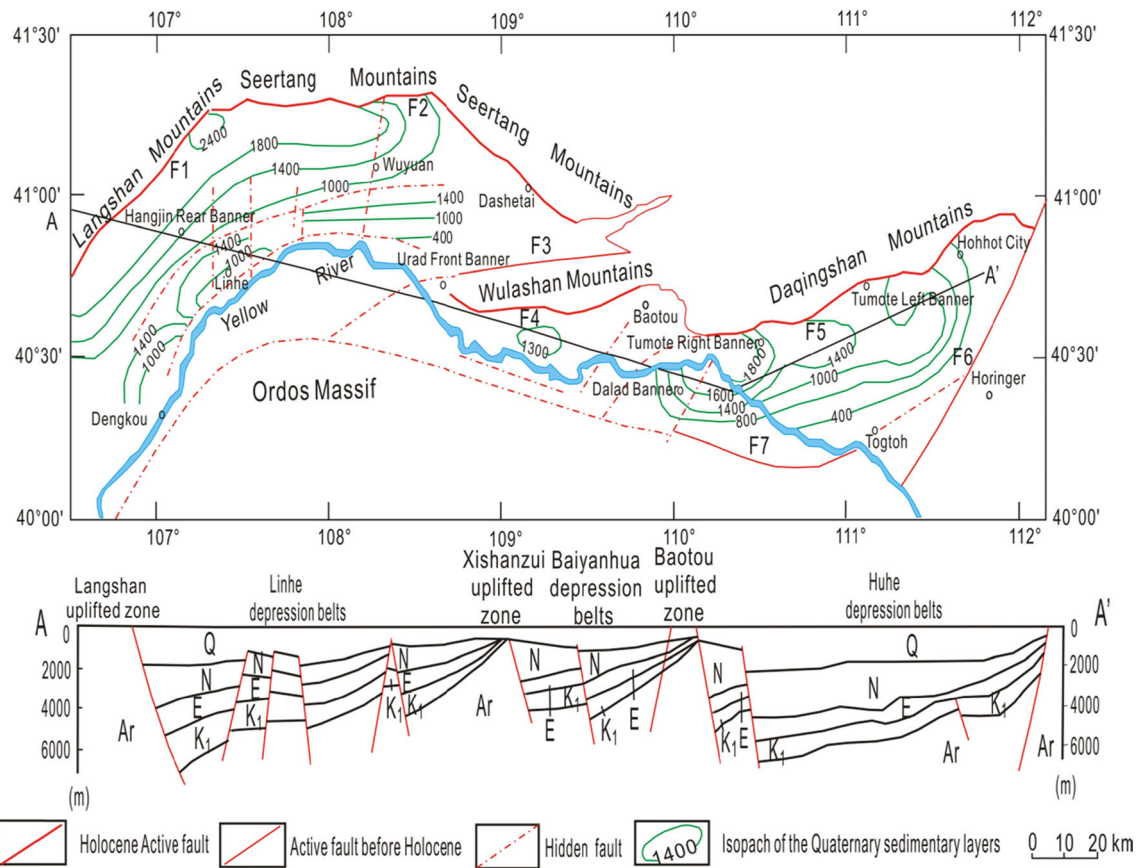 107°
108°
109°
110°
111°
112°
41°30'
41°30'
Seertang Mountains
Langshan Mountains
Seertang Mountains
F2
2400
1800
F1
1400
Wuyuan
1000
Dashetai
41°00'
41°00'
A
Hangjin Rear Banner
1400
1000
400
400
1000
Linhe
Urad Front Banner
F3
Yellow River
Wulashan Mountains
Daqingshan Mountains
Hohhot City
A'
Tumote Left Banner
F4
1300
Baotou
Tumote Right Banner
F5
1400
1800
1000
F6
1400
1000
40°30'
40°30'
Ordos Massif
Dalad Banner
1600
1400
800
400
Horinger
Dengkou
Togtoh
F7
40°00'
40°00'
107°
108°
109°
110°
111°
112°
Langshan
uplifted zone
Linhe
depression belts
Xishanzui
uplifted
zone
Baiyanhua
depression
belts
Baotou
uplifted
zone
Huhe
depression belts
A
A'
0
2000
4000
6000
(m)
0
2000
4000
6000
(m)
Q
N
E
K1
Ar
N
E
K1
N
E
K1
K1
Ar
N
E
K1
N
K1
E
N
K1
E
Q
N
E
K1
K1
Ar
Ar
Holocene Active fault
Active fault before Holocene
Hidden fault
1400
Isopach of the Quaternary sedimentary layers
0 10 20 km